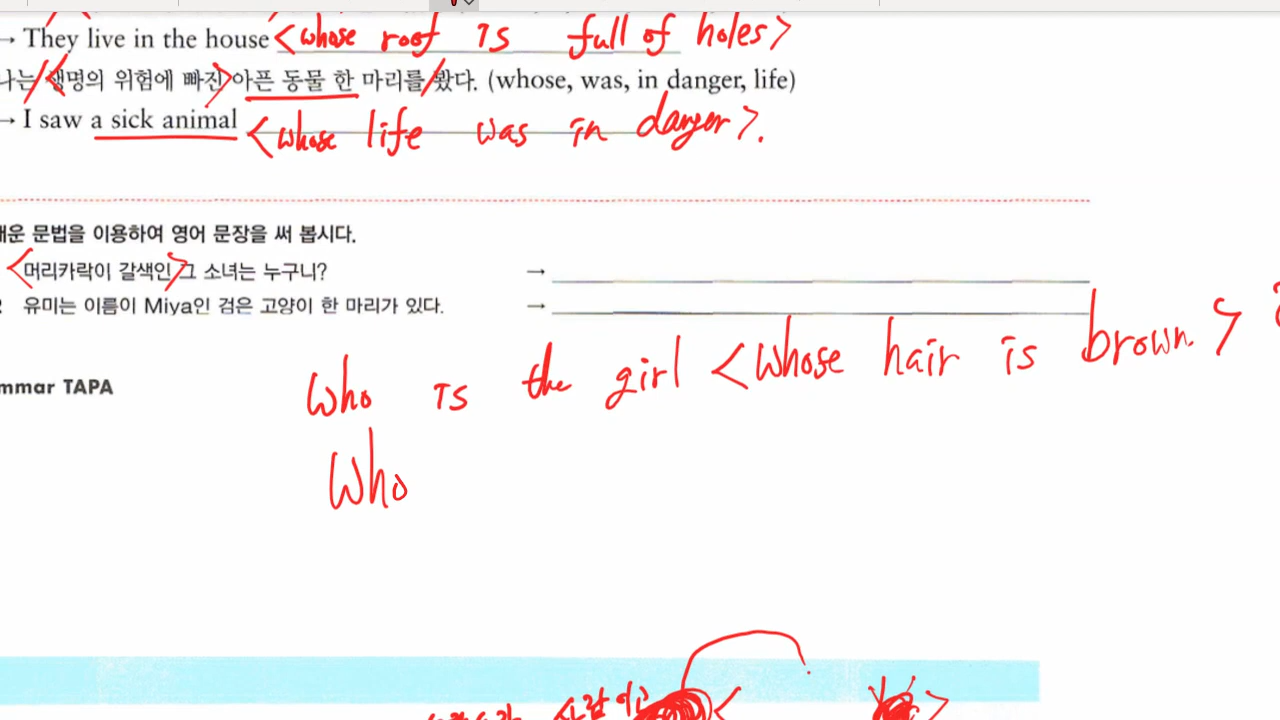 → They live in the house <whose roof is full of holes>
나는 생명의 위험에 빠진 아픈 동물 한 마리를 봤다. (whose, was, in danger, life)
→ I saw a sick animal <whose life was in danger>.
배운 문법을 이용하여 영어 문장을 써 봅시다.
<머리카락이 갈색인> 그 소녀는 누구니? →
유미는 이름이 Miya인 검은 고양이 한 마리가 있다. →
Who is the girl <whose hair is brown>
mmar TAPA
Who